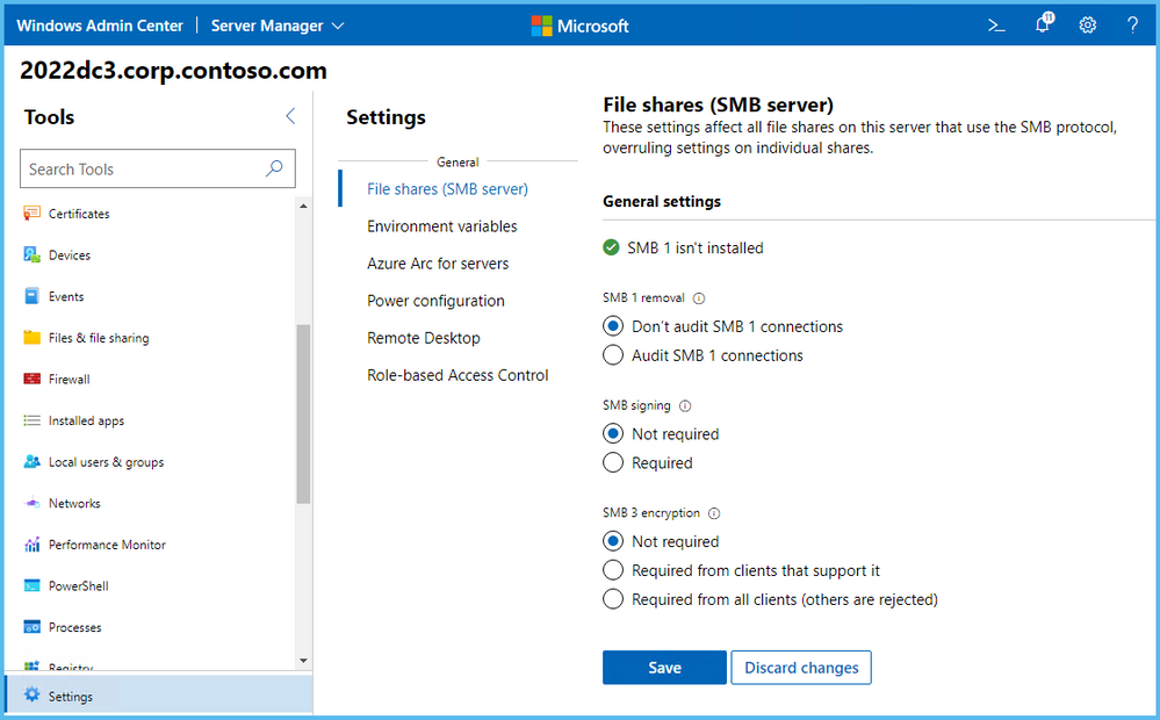 Windows Admin Center | Server Manager
Microsoft
11
2022dc3.corp.contoso.com
Tools
Search Tools
Certificates
Devices
Events
Files & file sharing
Firewall
Installed apps
Local users & groups
Networks
Performance Monitor
PowerShell
Processes
Registry
Settings
Settings
General
File shares (SMB server)
Environment variables
Azure Arc for servers
Power configuration
Remote Desktop
Role-based Access Control
File shares (SMB server)
These settings affect all file shares on this server that use the SMB protocol,
overruling settings on individual shares.
General settings
SMB 1 isn't installed
SMB 1 removal
Don't audit SMB 1 connections
Audit SMB 1 connections
SMB signing
Not required
Required
SMB 3 encryption
Not required
Required from clients that support it
Required from all clients (others are rejected)
Save
Discard changes